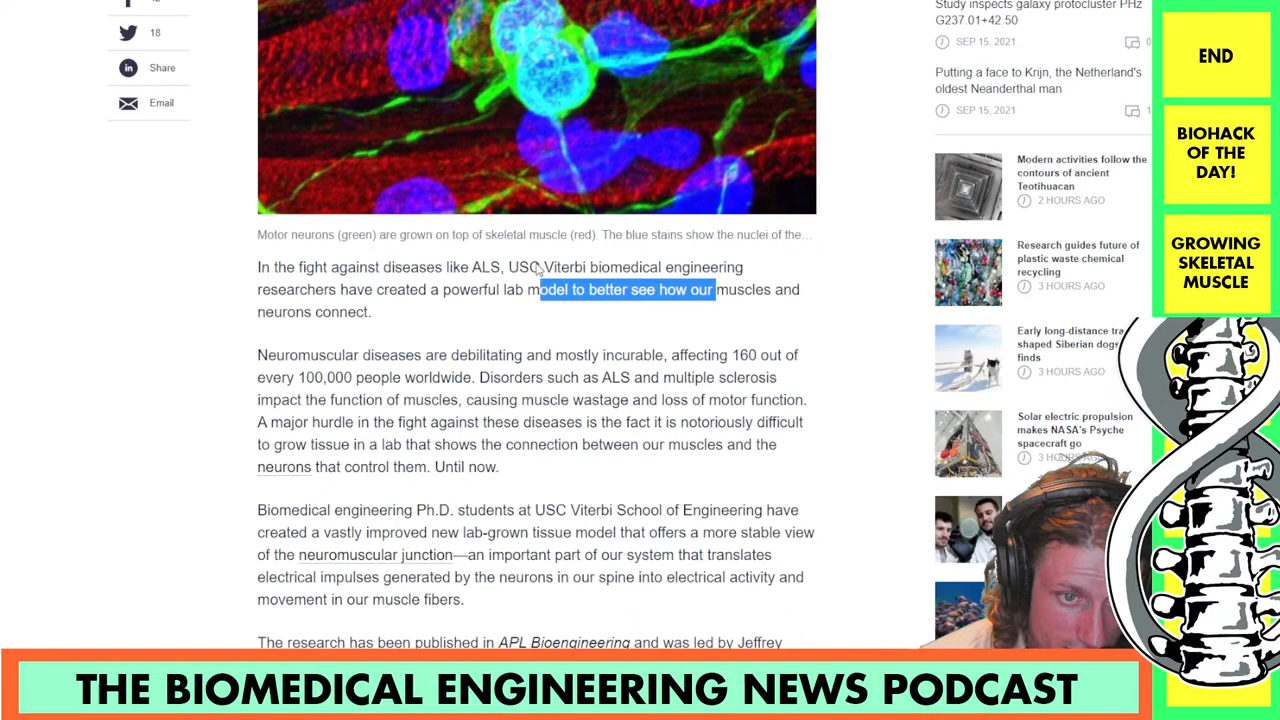 18
Share
Email
Motor neurons (green) are grown on top of skeletal muscle (red). The blue stains show the nuclei of the...
In the fight against diseases like ALS, USC Viterbi biomedical engineering
researchers have created a powerful lab model to better see how our muscles and
neurons connect.
Neuromuscular diseases are debilitating and mostly incurable, affecting 160 out of
every 100,000 people worldwide. Disorders such as ALS and multiple sclerosis
impact the function of muscles, causing muscle wastage and loss of motor function.
A major hurdle in the fight against these diseases is the fact it is notoriously difficult
to grow tissue in a lab that shows the connection between our muscles and the
neurons that control them. Until now.
Biomedical engineering Ph.D. students at USC Viterbi School of Engineering have
created a vastly improved new lab-grown tissue model that offers a more stable view
of the neuromuscular junction—an important part of our system that translates
electrical impulses generated by the neurons in our spine into electrical activity and
movement in our muscle fibers.
The research has been published in APL Bioengineering and was led by Jeffrey
Study inspects galaxy protocluster PHz
G237.01+42.50
SEP 15, 2021
0
Putting a face to Krijn, the Netherland's
oldest Neanderthal man
SEP 15, 2021
1
Modern activities follow the
contours of ancient
Teotihuacan
2 HOURS AGO
Research guides future of
plastic waste chemical
recycling
3 HOURS AGO
Early long-distance
shaped Siberian dogs
finds
3 HOURS AGO
Solar electric propulsion
makes NASA's Psyche
spacecraft go
3 HOURS AGO
END
BIOHACK
OF THE
DAY!
GROWING
SKELETAL
MUSCLE
THE BIOMEDICAL ENGINEERING NEWS PODCAST